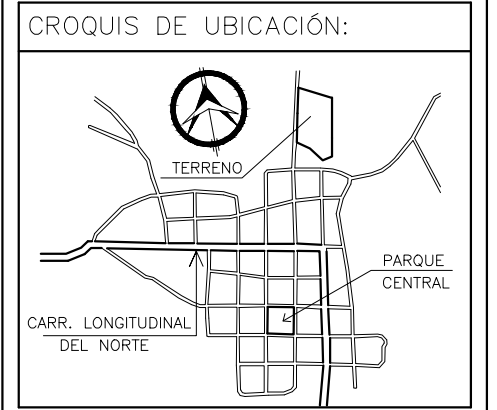 CROQUIS DE UBICACIÓN:
TERRENO
PARQUE
CENTRAL
CARR. LONGITUDINAL
DEL NORTE